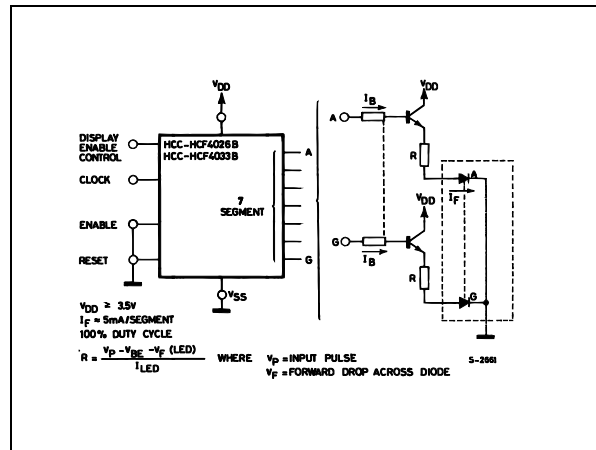 VDD
DISPLAY
ENABLE
CONTROL
HCC-HCF4026B
HCC-HCF4033B
CLOCK
7
SEGMENT
ENABLE
RESET
A
G
VSS
A
IB
VDD
R
A
IF
VDD
G
IB
R
G
VDD ≥ 3.5V
IF ≈ 5mA/SEGMENT
100% DUTY CYCLE
R = VP -VBE -VF (LED) / ILED WHERE VP = INPUT PULSE
VF = FORWARD DROP ACROSS DIODE
S-2661